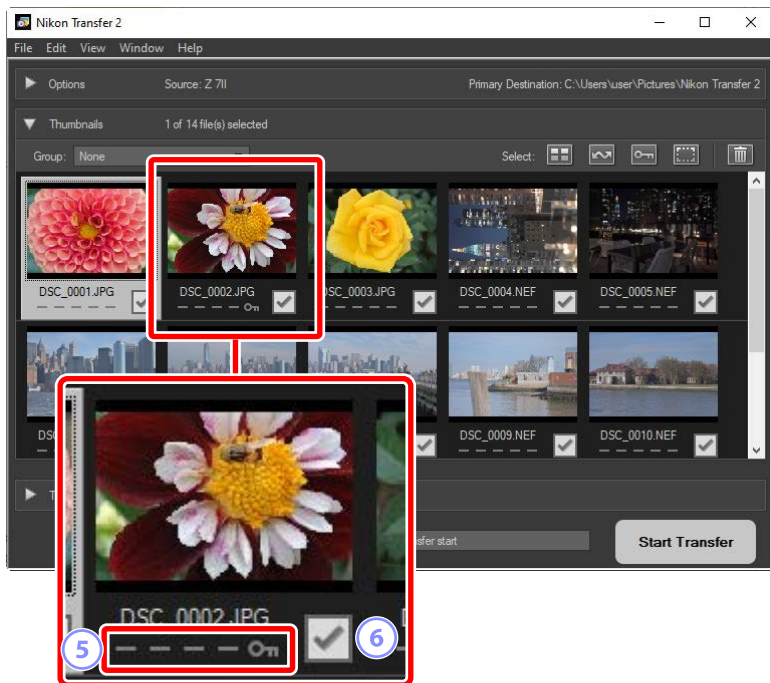 Nikon Transfer 2
File Edit View Window Help
Options Source: Z 7II Primary Destination: C:\Users\user\Pictures\Nikon Transfer 2
Thumbnails 1 of 14 file(s) selected
Group: None Select:
DSC_0001.JPG DSC_0002.JPG DSC_0003.JPG DSC_0004.NEF DSC_0005.NEF
DSC_0009.NEF DSC_0010.NEF
Start Transfer
DSC_0002.JPG
5 6